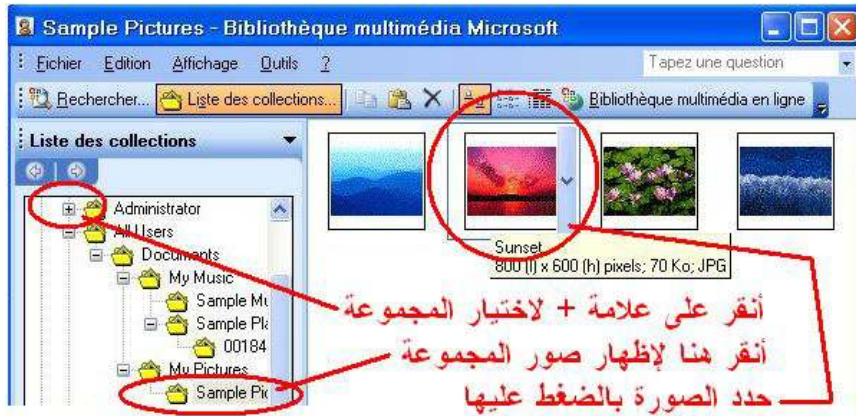 Sample Pictures - Bibliothèque multimédia Microsoft
Fichier Edition Affichage Outils ?
Tapez une question
Rechercher... Liste des collections... Bibliothèque multimédia en ligne
Liste des collections
Administrator
All Users
Documents
My Music
Sample Mu
Sample Pla
00184
My Pictures
Sample Pic
Sunset
800 (l) x 600 (h) pixels; 70 Ko; JPG
أنقر على علامة + لاختيار المجموعة
أنقر هنا لإظهار صور المجموعة
حدد الصورة بالضغط عليها